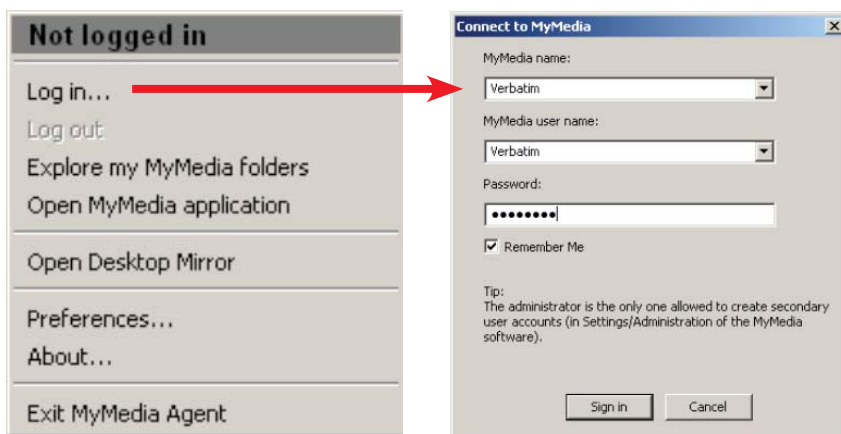 Not logged in
Log in...
Log out
Explore my MyMedia folders
Open MyMedia application
Open Desktop Mirror
Preferences...
About...
Exit MyMedia Agent
Connect to MyMedia
MyMedia name:
Verbatim
MyMedia user name:
Verbatim
Password:
●●●●●●●●
Remember Me
Tip:
The administrator is the only one allowed to create secondary
user accounts (in Settings/Administration of the MyMedia
software).
Sign in
Cancel